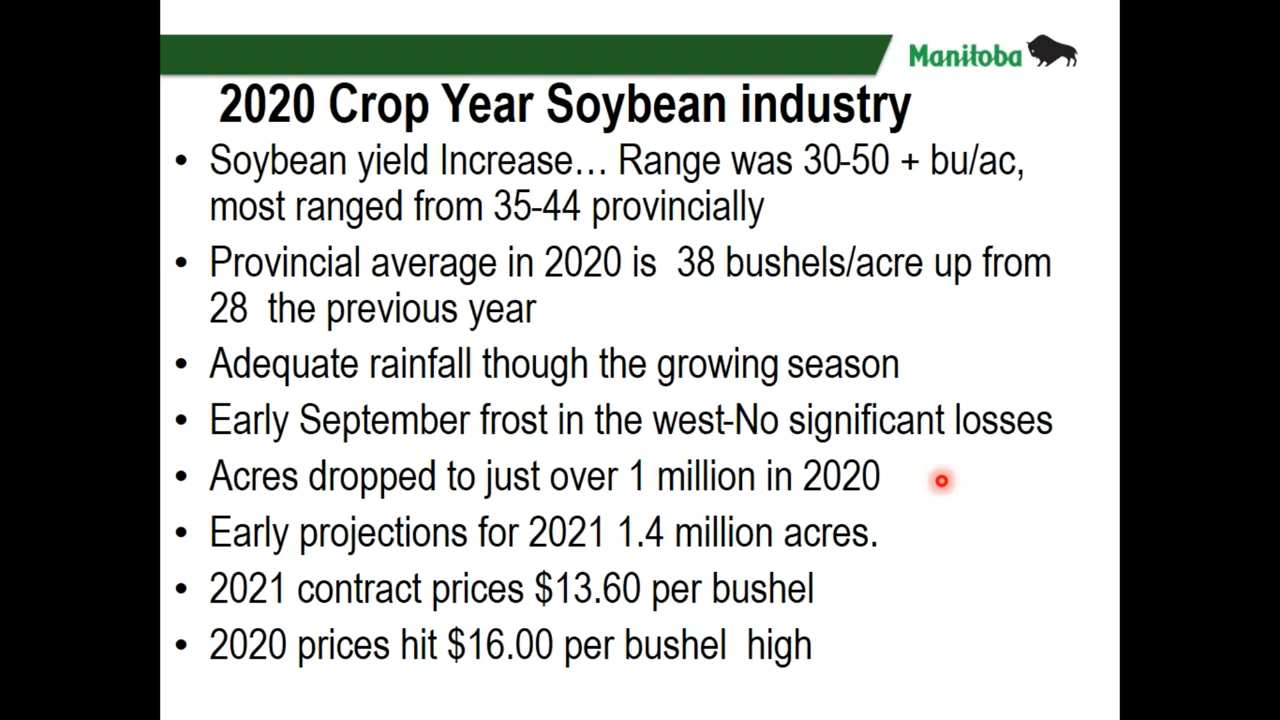 Manitoba
2020 Crop Year Soybean industry
• Soybean yield Increase… Range was 30-50 + bu/ac,
most ranged from 35-44 provincially
• Provincial average in 2020 is 38 bushels/acre up from
28 the previous year
• Adequate rainfall though the growing season
• Early September frost in the west-No significant losses
• Acres dropped to just over 1 million in 2020
• Early projections for 2021 1.4 million acres.
• 2021 contract prices $13.60 per bushel
• 2020 prices hit $16.00 per bushel high